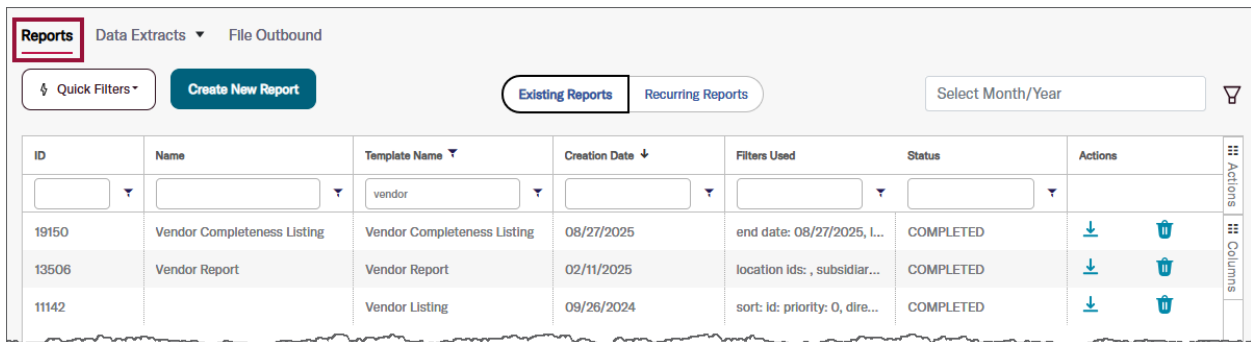 Reports Data Extracts File Outbound
Quick Filters Create New Report Existing Reports Recurring Reports Select Month/Year
ID Name Template Name Creation Date Filters Used Status Actions
vendor
19150 Vendor Completeness Listing Vendor Completeness Listing 08/27/2025 end date: 08/27/2025, l... COMPLETED
13506 Vendor Report Vendor Report 02/11/2025 location ids: , subsidiar... COMPLETED
11142 Vendor Listing 09/26/2024 sort: id: priority: 0, dire... COMPLETED
Actions
Columns